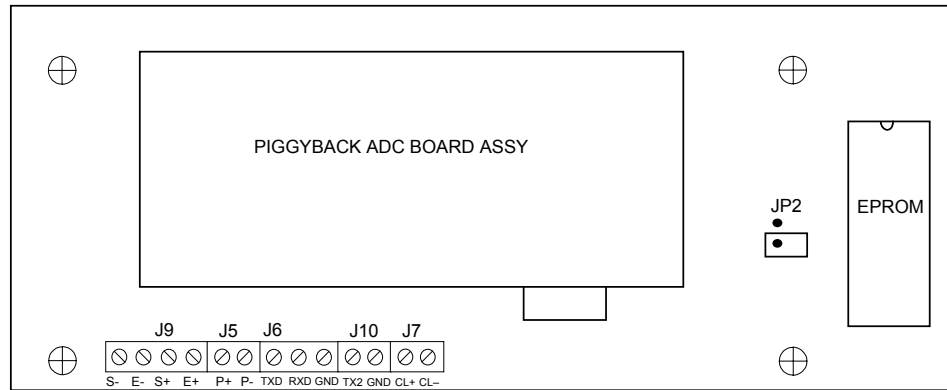 PIGGYBACK ADC BOARD ASSY
JP2
EPROM
J9 J5 J6 J10 J7
S- E- S+ E+ P+ P- TXD RXD GND TX2 GND CL+ CL–